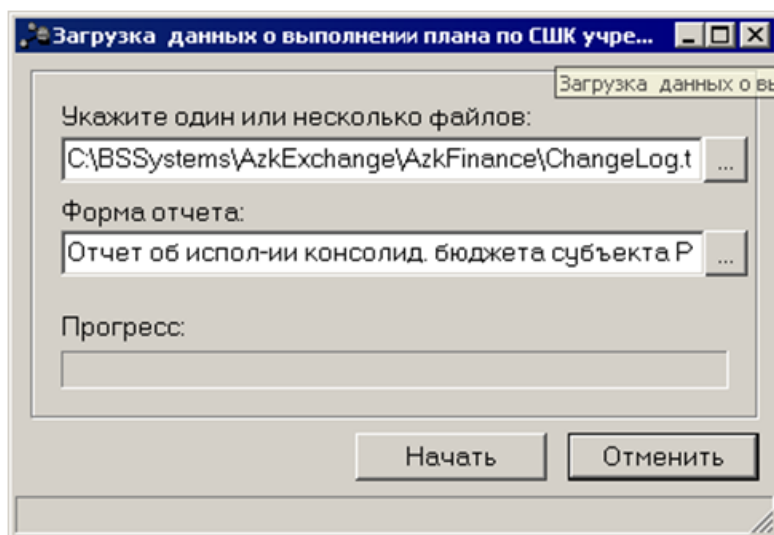 Загрузка данных о выполнении плана по СШК учре...
Загрузка данных о вы
Укажите один или несколько файлов:
C:\BSSystems\AzkExchange\AzkFinance\ChangeLog.t
...
Форма отчета:
Отчет об испол-ии консолид. бюджета субъекта Р
...
Прогресс:
Начать
Отменить